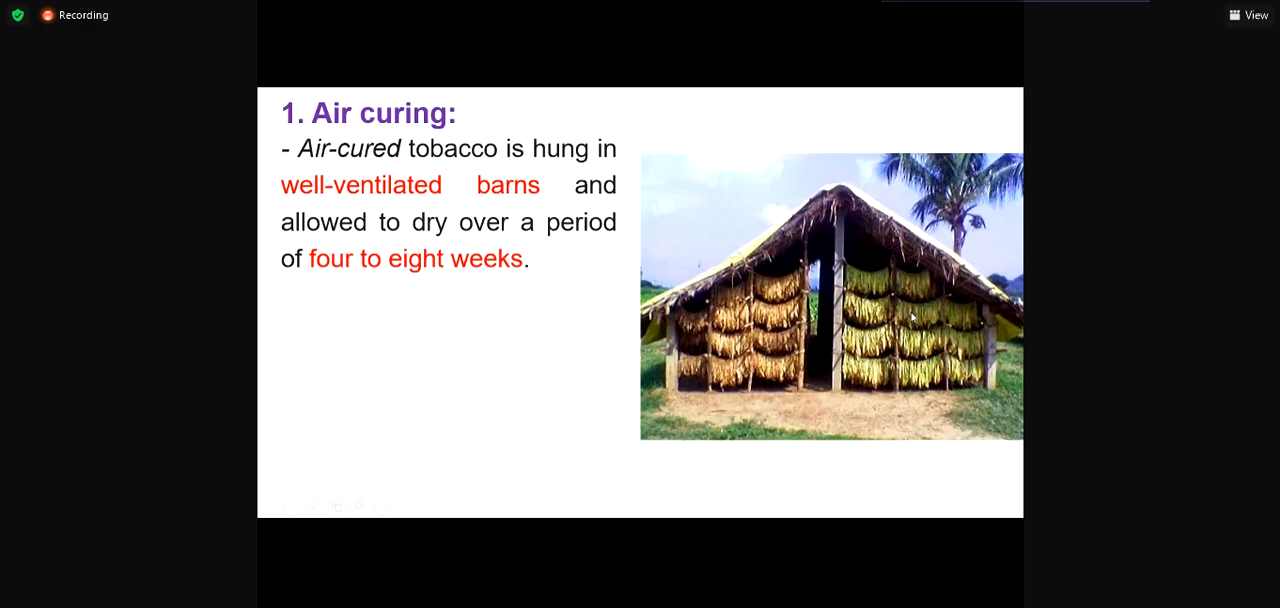 Recording
View
1. Air curing:
- Air-cured tobacco is hung in
well-ventilated barns and
allowed to dry over a period
of four to eight weeks.